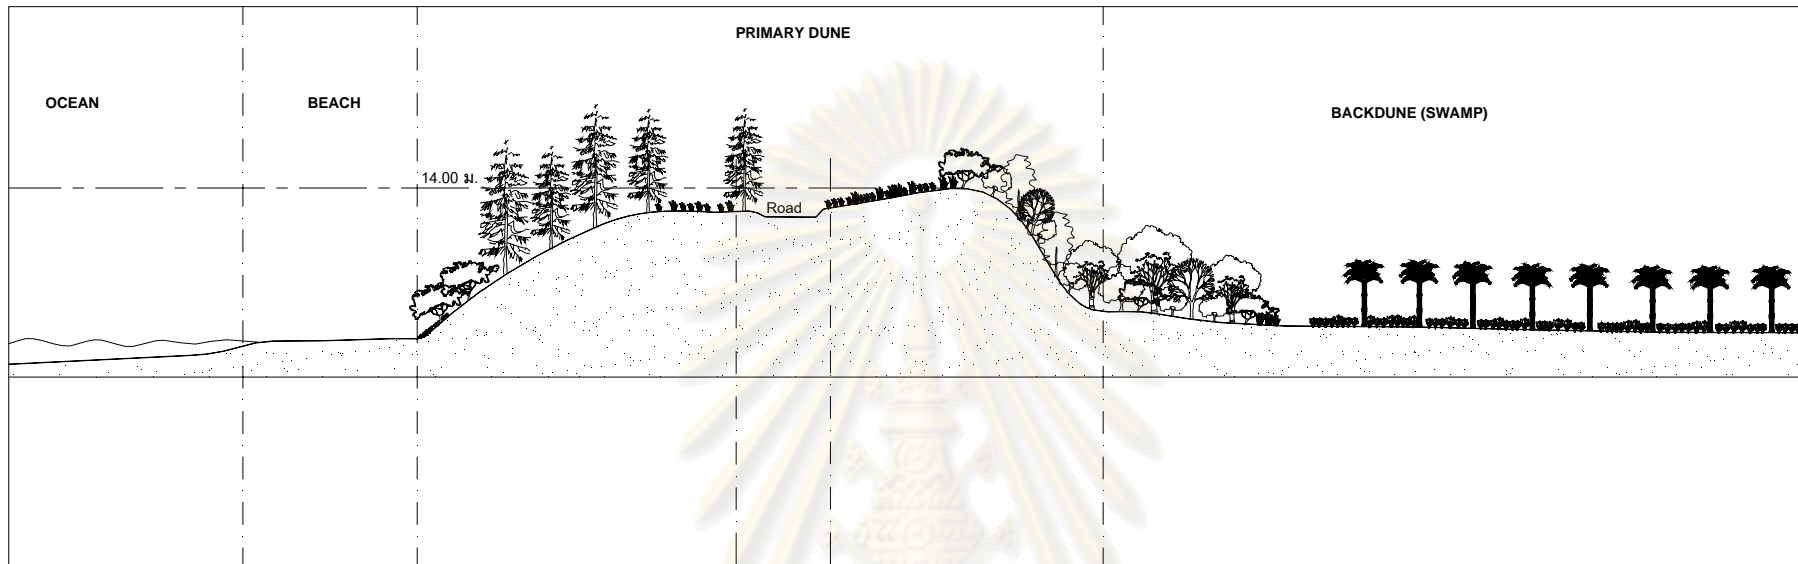 PRIMARY DUNE
OCEAN
BEACH
BACKDUNE (SWAMP)
14.00 ม.
Road